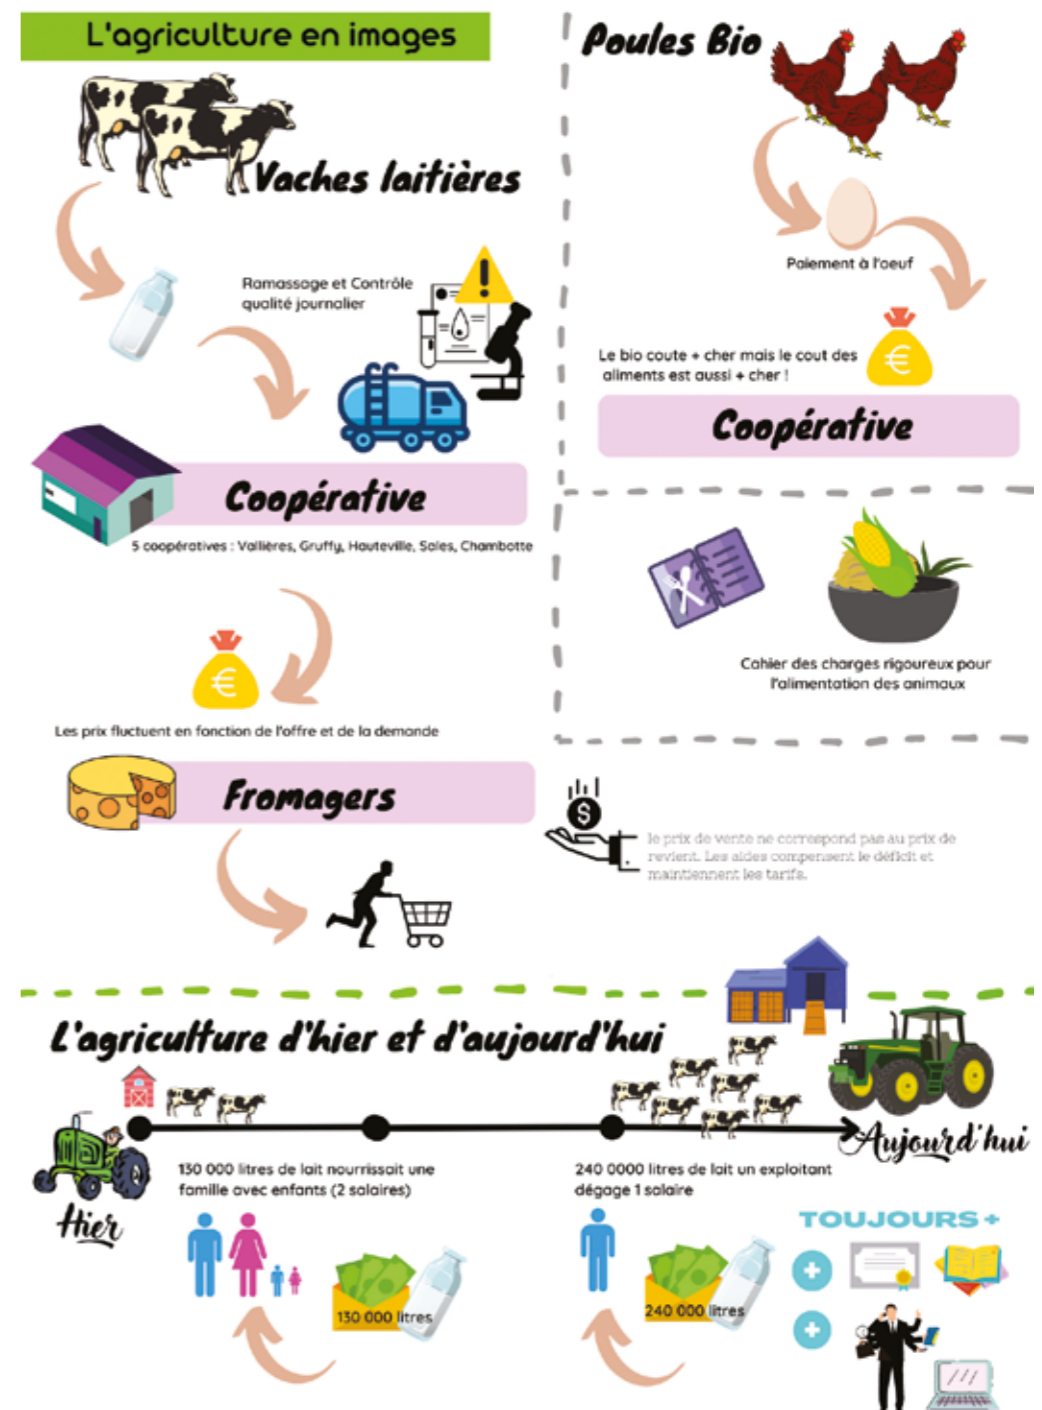 L'agriculture en images
Vaches laitières
Ramassage et Contrôle
qualité journalier
Coopérative
5 coopératives : Vallières, Gruffy, Hauteville, Sales, Chambotte
€
Les prix fluctuent en fonction de l'offre et de la demande
Fromagers
Poules Bio
Paiement à l'oeuf
€
Le bio coute + cher mais le cout des
aliments est aussi + cher !
Coopérative
Cahier des charges rigoureux pour
l'alimentation des animaux
$
le prix de vente ne correspond pas au prix de
revient. Les aides compensent le déficit et
maintiennent les tarifs.
L'agriculture d'hier et d'aujourd'hui
Hier
130 000 litres de lait nourrissait une
famille avec enfants (2 salaires)
130 000 litres
240 0000 litres de lait un exploitant
dégage 1 salaire
240 000 litres
Aujourd'hui
TOUJOURS +
+
+